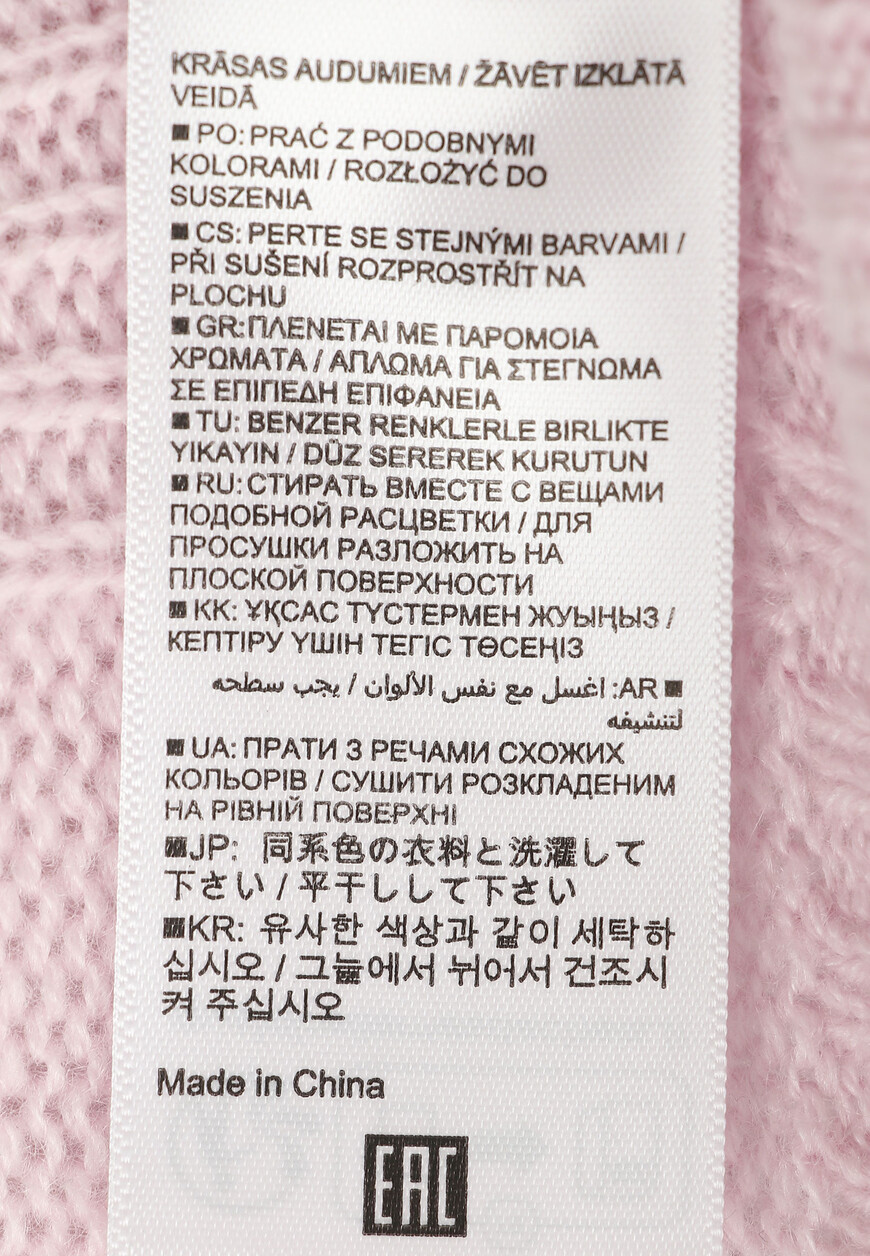 KRĀSAS AUDUMIEM / ŽĀVĒT IZKLĀTĀ
VEIDĀ
■ PO: PRAĆ Z PODOBNYMI
KOLORAMI / ROZŁOŻYĆ DO
SUSZENIA
■ CS: PERTE SE STEJNÝMI BARVAMI /
PŘI SUŠENÍ ROZPROSTŘÍT NA
PLOCHU
■ GR: ΠΛΕΝΕΤΑΙ ΜΕ ΠΑΡΟΜΟΙΑ
ΧΡΩΜΑΤΑ / ΑΠΛΩΜΑ ΓΙΑ ΣΤΕΓΝΩΜΑ
ΣΕ ΕΠΙΠΕΔΗ ΕΠΙΦΑΝΕΙΑ
■ TU: BENZER RENKLERLE BIRLIKTE
YIKAYIN / DÜZ SEREREK KURUTUN
■ RU: СТИРАТЬ ВМЕСТЕ С ВЕЩАМИ
ПОДОБНОЙ РАСЦВЕТКИ / ДЛЯ
ПРОСУШКИ РАЗЛОЖИТЬ НА
ПЛОСКОЙ ПОВЕРХНОСТИ
■ KK: ҰҚСАС ТҮСТЕРМЕН ЖУЫҢЫЗ /
КЕПТІРУ ҮШІН ТЕГІС ТӨСЕҢІЗ
■ AR: اغسل مع نفس الألوان / يجب سطحه
لتنشيفه
■ UA: ПРАТИ З РЕЧАМИ СХОЖИХ
КОЛЬОРІВ / СУШИТИ РОЗКЛАДЕНИМ
НА РІВНІЙ ПОВЕРХНІ
■JP: 同系色の衣料と洗濯して
下さい / 平干ししして下さい
■KR: 유사한 색상과 같이 세탁하
십시오 / 그늘에서 뉘어서 건조시
켜 주십시오
Made in China
EAC